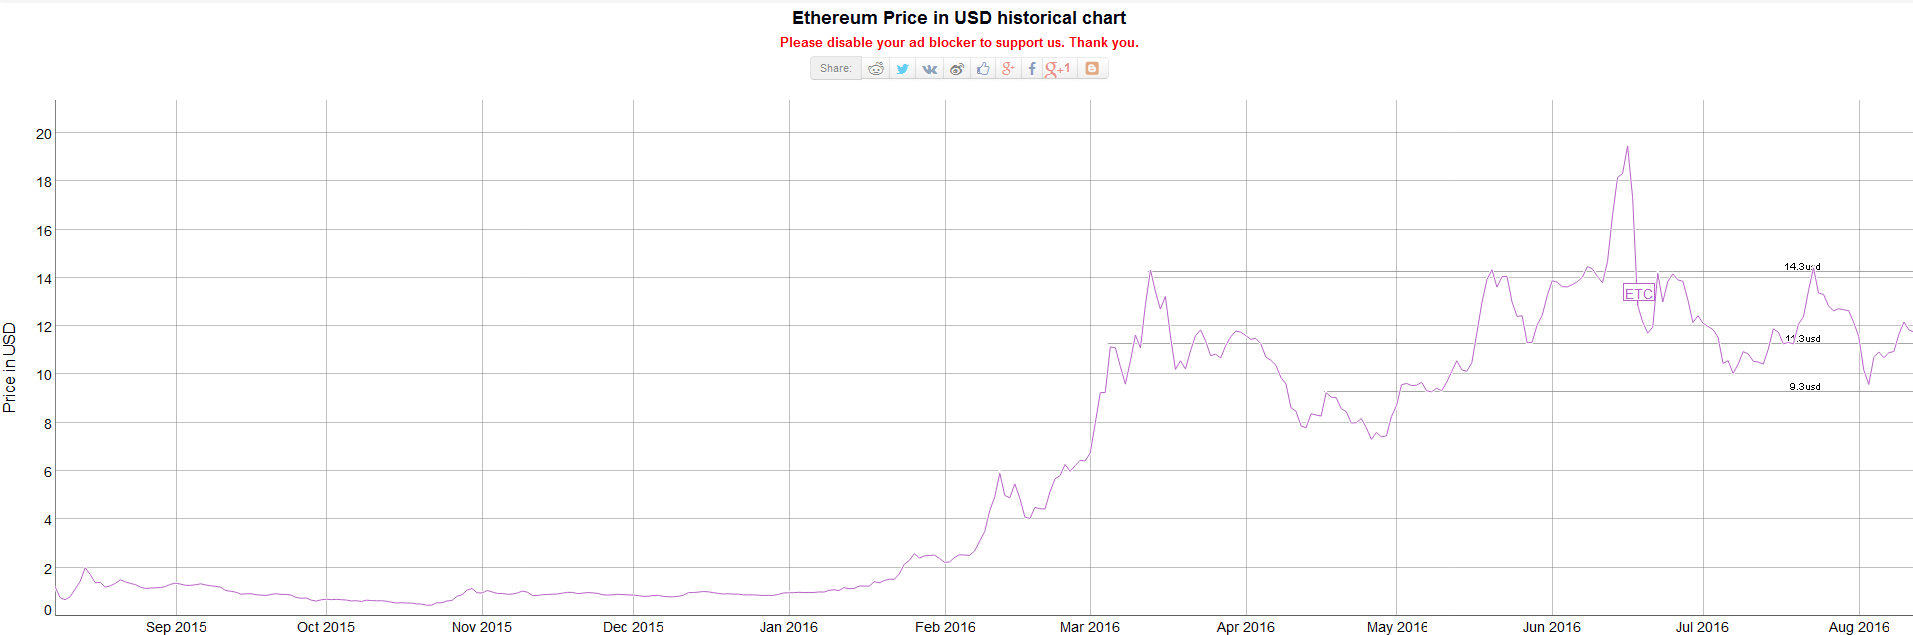 Ethereum Price in USD historical chart
Please disable your ad blocker to support us. Thank you.
Share:
+1
20
18
16
14
12
10
8
6
4
2
0
Price in USD
14.3usd
ETC
11.3usd
9.3usd
Sep 2015
Oct 2015
Nov 2015
Dec 2015
Jan 2016
Feb 2016
Mar 2016
Apr 2016
May 2016
Jun 2016
Jul 2016
Aug 2016